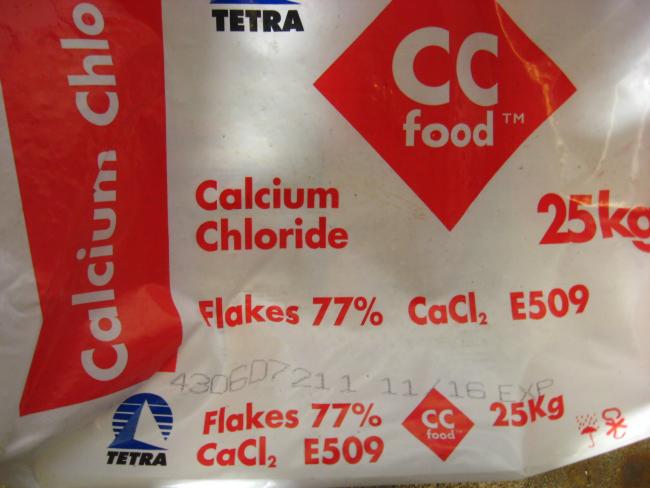 TETRA
CC
food™
Calcium Chlo
Calcium
Chloride
25kg
Flakes 77% CaCl₂ E509
430607211 11/16 EXP
TETRA
Flakes 77%
CaCl₂ E509
CC
food
25Kg